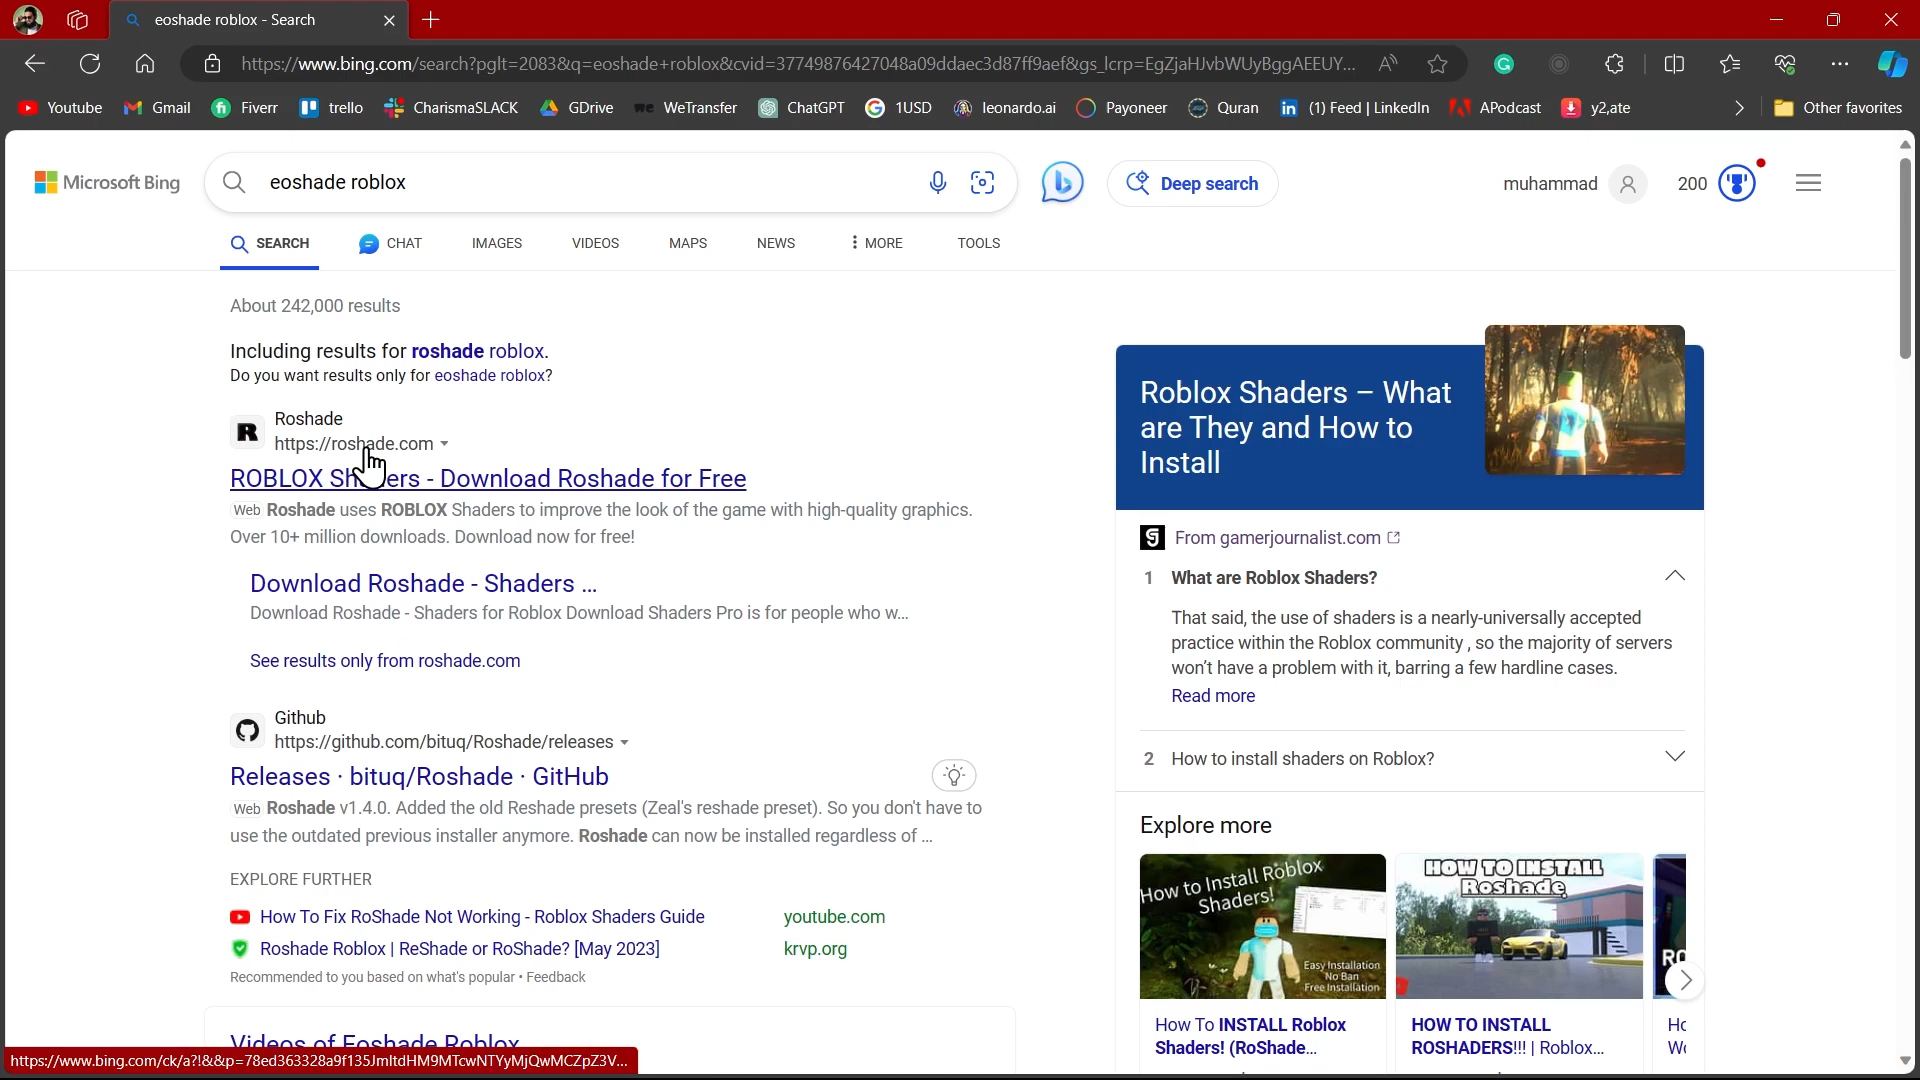 eoshade roblox - Search
https://www.bing.com/search?pglt=2083&q=eoshade+roblox&cvid=37749876427048a09ddaec3d87ff9aef&gs_lcrp=EgZjaHJvbWUyBggAEEUY...
Youtube
Gmail
Fiverr
trello
CharismaSLACK
GDrive
WeTransfer
ChatGPT
1USD
leonardo.ai
Payoneer
Quran
(1) Feed | LinkedIn
APodcast
y2,ate
Other favorites
Microsoft Bing
eoshade roblox
Deep search
muhammad
200
SEARCH
CHAT
IMAGES
VIDEOS
MAPS
NEWS
MORE
TOOLS
About 242,000 results
Including results for roshade roblox.
Do you want results only for eoshade roblox?
Roshade
https://roshade.com
ROBLOX Shaders - Download Roshade for Free
Web Roshade uses ROBLOX Shaders to improve the look of the game with high-quality graphics.
Over 10+ million downloads. Download now for free!
Download Roshade - Shaders ...
Download Roshade - Shaders for Roblox Download Shaders Pro is for people who w...
See results only from roshade.com
Github
https://github.com/bituq/Roshade/releases
Releases · bituq/Roshade · GitHub
Web Roshade v1.4.0. Added the old Reshade presets (Zeal's reshade preset). So you don't have to
use the outdated previous installer anymore. Roshade can now be installed regardless of ...
EXPLORE FURTHER
How To Fix RoShade Not Working - Roblox Shaders Guide
youtube.com
Roshade Roblox | ReShade or RoShade? [May 2023]
krvp.org
Recommended to you based on what's popular • Feedback
Videos of Eoshade Roblox
https://www.bing.com/ck/a?!&&p=78ed363328a9f135JmltdHM9MTcwNTYyMjQwMCZpZ3V...
Roblox Shaders – What
are They and How to
Install
From gamerjournalist.com
1 What are Roblox Shaders?
That said, the use of shaders is a nearly-universally accepted
practice within the Roblox community , so the majority of servers
won't have a problem with it, barring a few hardline cases.
Read more
2 How to install shaders on Roblox?
Explore more
How to Install Roblox
Shaders!
Easy Installation
No Ban
Free Installation
HOW TO INSTALL
Roshade
How To INSTALL Roblox
Shaders! (RoShade...
HOW TO INSTALL
ROSHADERS!!! | Roblox...